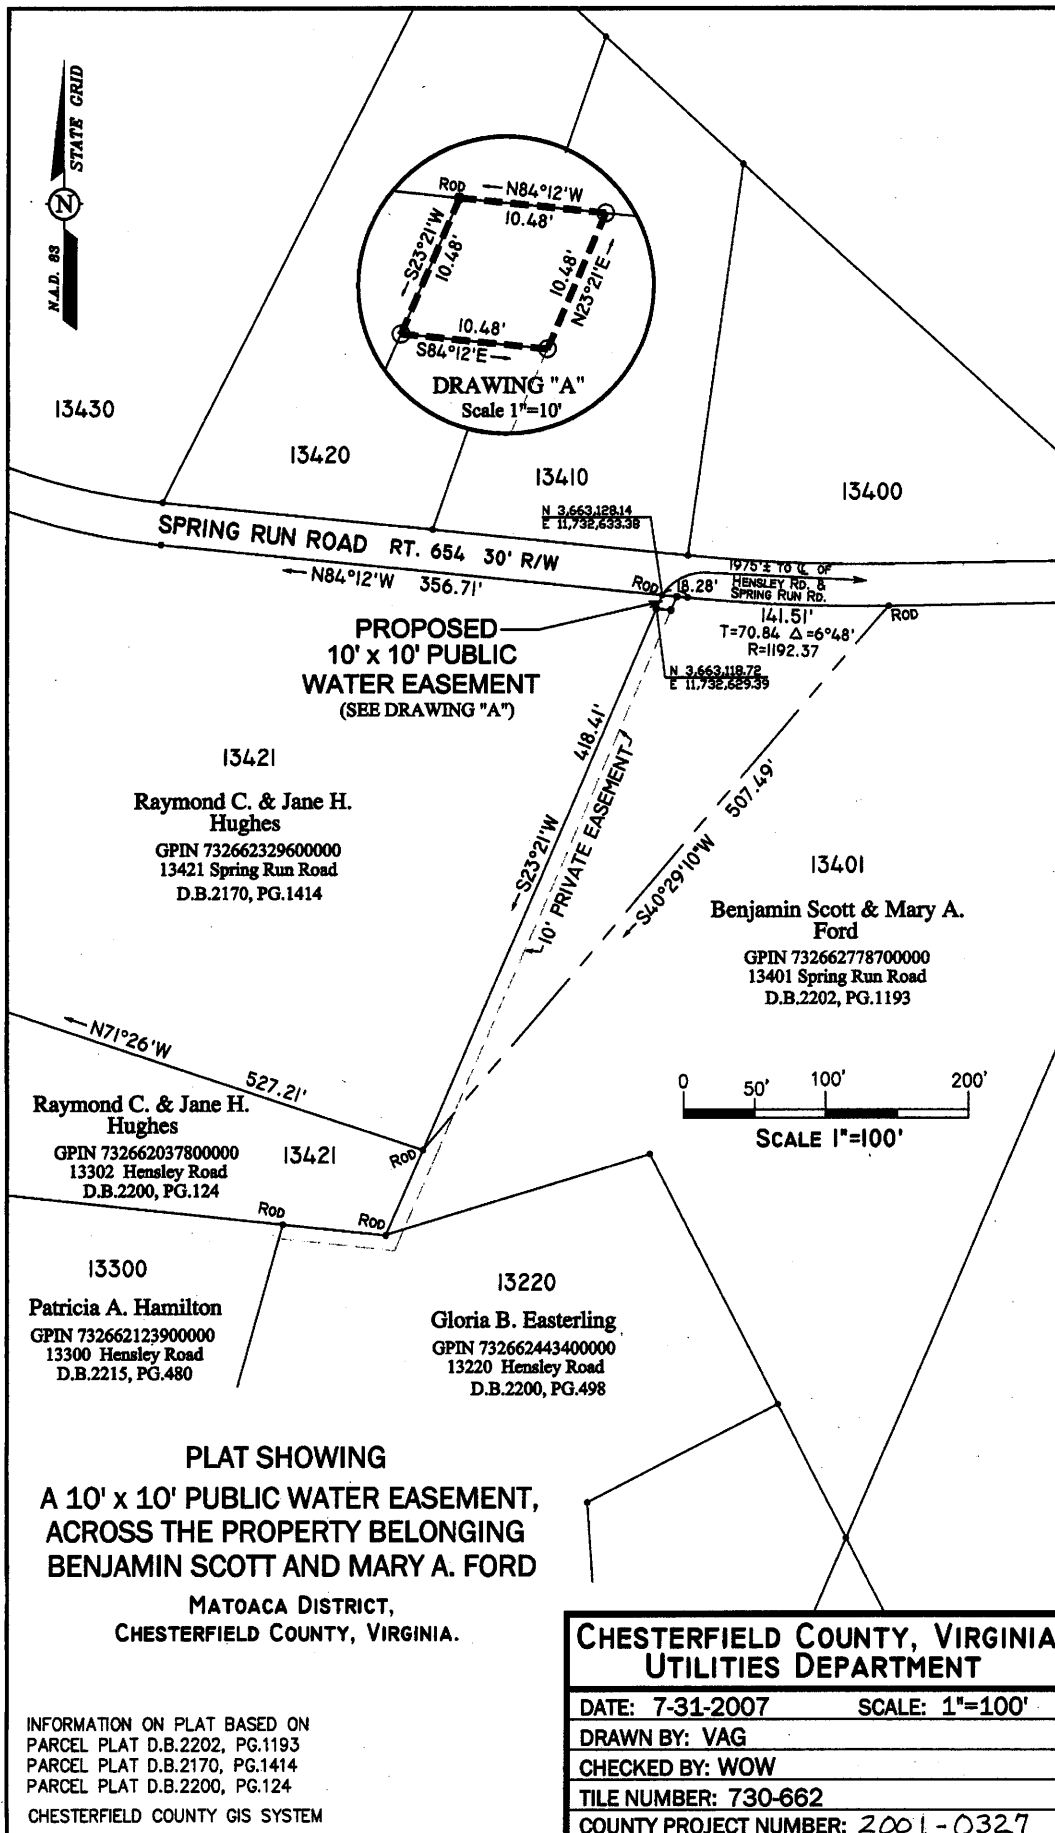 STATE GRID
N
N.A.D. 83
ROD
N84°12'W
10.48'
S23°21'W
10.48'
10.48'
N23°21'E
10.48'
S84°12'E
DRAWING "A"
Scale 1"=10'
13430
13420
13410
13400
N 3,663,128.14
E 11,732,633.38
SPRING RUN ROAD RT. 654 30' R/W
1975'± TO ℄ OF
HENSLEY RD. &
SPRING RUN RD.
N84°12'W 356.71'
ROD
18.28'
141.51'
T=70.84 Δ=6°48'
R=1192.37
ROD
PROPOSED
10' x 10' PUBLIC
WATER EASEMENT
(SEE DRAWING "A")
N 3,663,118.72
E 11,732,629.39
418.41'
S23°21'W
10' PRIVATE EASEMENT
507.49'
S40°29'10"W
13421
Raymond C. & Jane H.
Hughes
GPIN 732662329600000
13421 Spring Run Road
D.B.2170, PG.1414
13401
Benjamin Scott & Mary A.
Ford
GPIN 732662778700000
13401 Spring Run Road
D.B.2202, PG.1193
N71°26'W
527.21'
0 50' 100' 200'
SCALE 1"=100'
Raymond C. & Jane H.
Hughes
GPIN 732662037800000
13302 Hensley Road
D.B.2200, PG.124
13421
ROD
ROD
ROD
13300
Patricia A. Hamilton
GPIN 732662123900000
13300 Hensley Road
D.B.2215, PG.480
13220
Gloria B. Easterling
GPIN 732662443400000
13220 Hensley Road
D.B.2200, PG.498
PLAT SHOWING
A 10' x 10' PUBLIC WATER EASEMENT,
ACROSS THE PROPERTY BELONGING
BENJAMIN SCOTT AND MARY A. FORD
MATOACA DISTRICT,
CHESTERFIELD COUNTY, VIRGINIA.
INFORMATION ON PLAT BASED ON
PARCEL PLAT D.B.2202, PG.1193
PARCEL PLAT D.B.2170, PG.1414
PARCEL PLAT D.B.2200, PG.124
CHESTERFIELD COUNTY GIS SYSTEM
CHESTERFIELD COUNTY, VIRGINIA
UTILITIES DEPARTMENT
DATE: 7-31-2007 SCALE: 1"=100'
DRAWN BY: VAG
CHECKED BY: WOW
TILE NUMBER: 730-662
COUNTY PROJECT NUMBER: 2001-0327